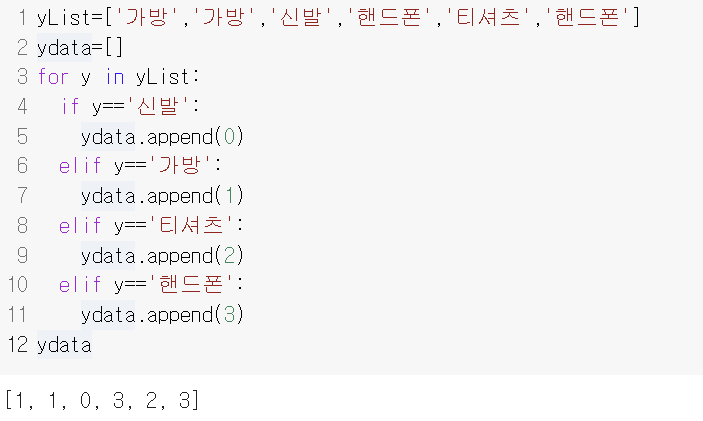 1 yList=['가방','가방','신발','핸드폰','티셔츠','핸드폰']
2 ydata=[]
3 for y in yList:
4   if y=='신발':
5     ydata.append(0)
6   elif y=='가방':
7     ydata.append(1)
8   elif y=='티셔츠':
9     ydata.append(2)
10   elif y=='핸드폰':
11     ydata.append(3)
12 ydata
[1, 1, 0, 3, 2, 3]